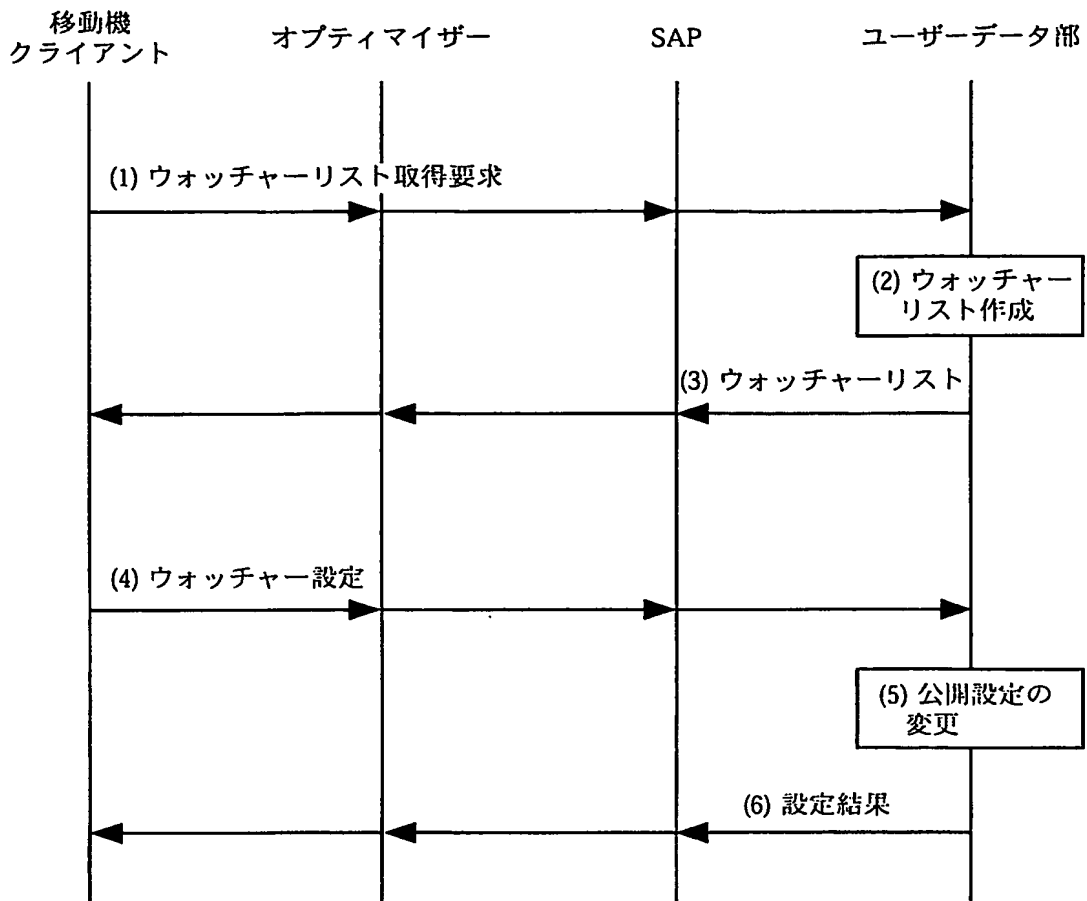 移動機
クライアント
オプティマイザー
SAP
ユーザーデータ部
(1) ウォッチャーリスト取得要求
(2) ウォッチャー
リスト作成
(3) ウォッチャーリスト
(4) ウォッチャー設定
(5) 公開設定の
変更
(6) 設定結果